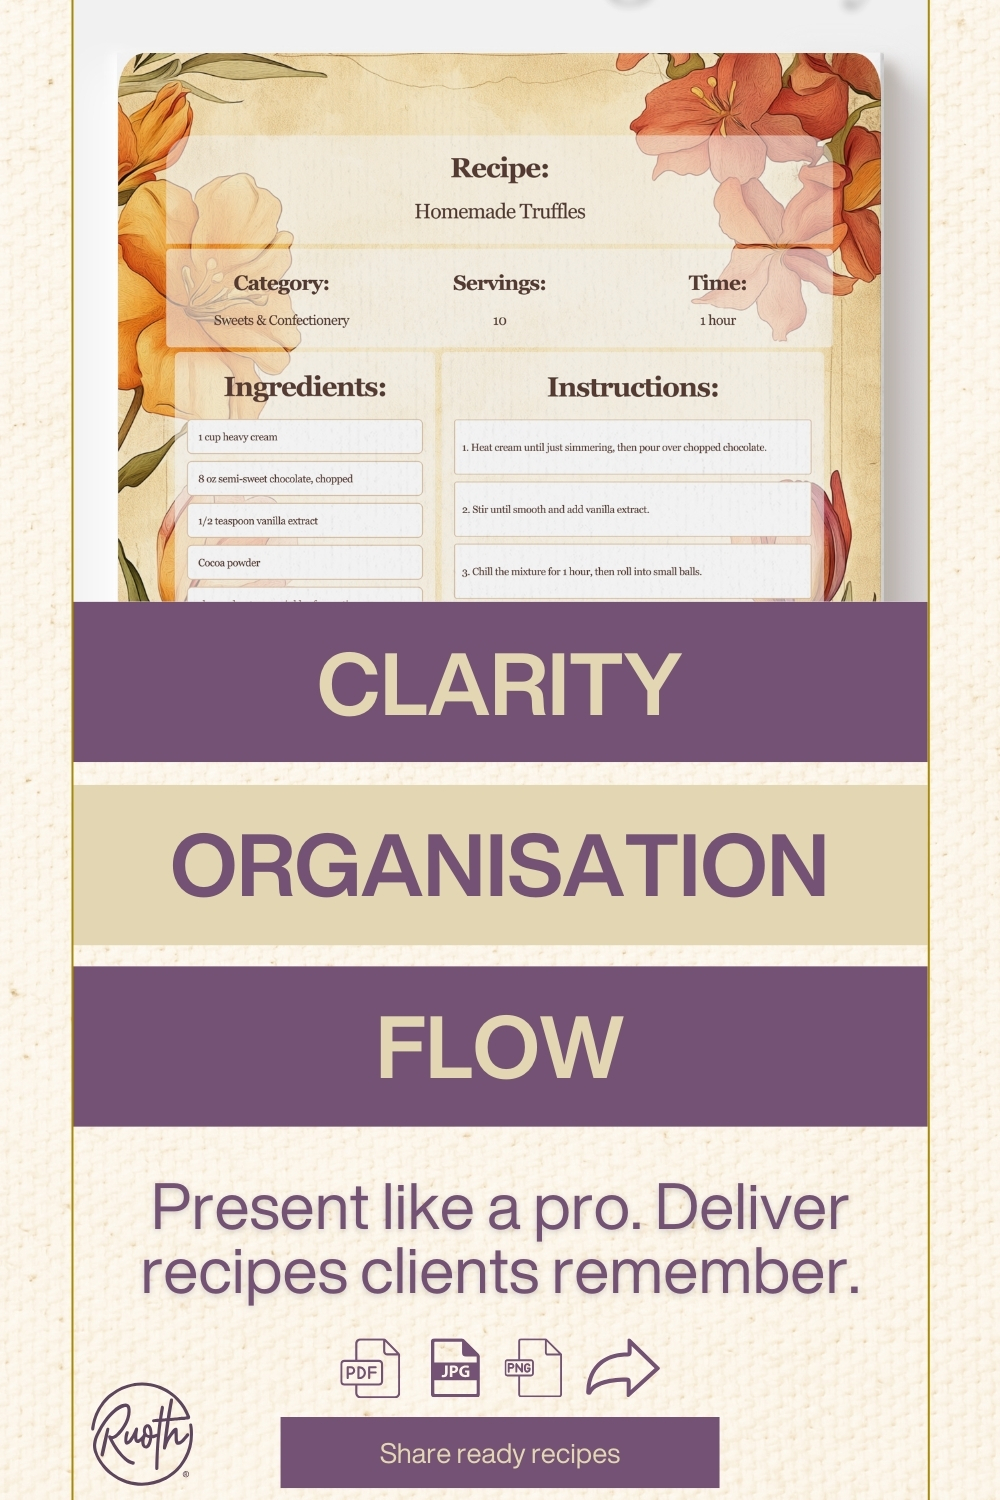 Recipe:
Homemade Truffles
Category:
Servings:
Time:
Sweets & Confectionery
10
1 hour
Ingredients:
Instructions:
1 cup heavy cream
8 oz semi-sweet chocolate, chopped
1/2 teaspoon vanilla extract
Cocoa powder
1. Heat cream until just simmering, then pour over chopped chocolate.
2. Stir until smooth and add vanilla extract.
3. Chill the mixture for 1 hour, then roll into small balls.
CLARITY
ORGANISATION
FLOW
Present like a pro. Deliver
recipes clients remember.
PDF
JPG
PNG
Ruoth
®
Share ready recipes